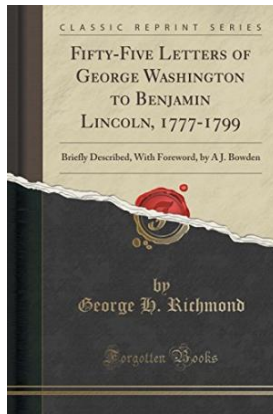 CLASSIC REPRINT SERIES
FIFTY-FIVE LETTERS OF
GEORGE WASHINGTON
TO BENJAMIN
LINCOLN, 1777-1799
Briefly Described, With Foreword, by A J. Bowden
by
George H. Richmond
Forgotten Books